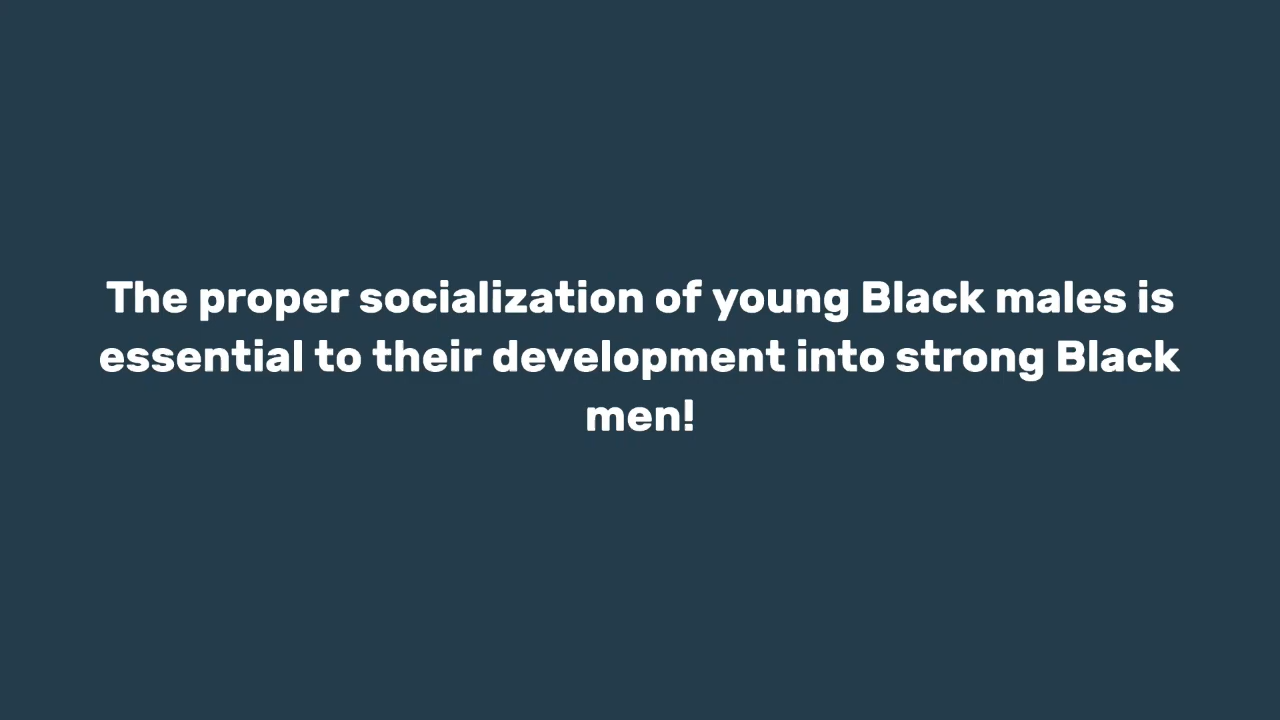 The proper socialization of young Black males is
essential to their development into strong Black
men!